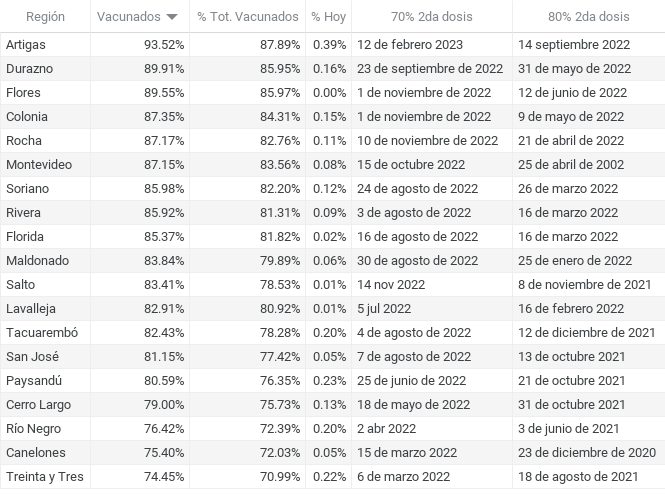 Región Vacunados % Tot. Vacunados % Hoy 70% 2da dosis 80% 2da dosis
Artigas 93.52% 87.89% 0.39% 12 de febrero 2023 14 septiembre 2022
Durazno 89.91% 85.95% 0.16% 23 de septiembre de 2022 31 de mayo de 2022
Flores 89.55% 85.97% 0.00% 1 de noviembre de 2022 12 de junio de 2022
Colonia 87.35% 84.31% 0.15% 1 de noviembre de 2022 9 de mayo de 2022
Rocha 87.17% 82.76% 0.11% 10 de noviembre de 2022 21 de abril de 2022
Montevideo 87.15% 83.56% 0.08% 15 de octubre 2022 25 de abril de 2002
Soriano 85.98% 82.20% 0.12% 24 de agosto de 2022 26 de marzo 2022
Rivera 85.92% 81.31% 0.09% 3 de agosto de 2022 16 de marzo 2022
Florida 85.37% 81.82% 0.02% 16 de agosto de 2022 16 de marzo 2022
Maldonado 83.84% 79.89% 0.06% 30 de agosto de 2022 25 de enero de 2022
Salto 83.41% 78.53% 0.01% 14 nov 2022 8 de noviembre de 2021
Lavalleja 82.91% 80.92% 0.01% 5 jul 2022 16 de febrero 2022
Tacuarembó 82.43% 78.28% 0.20% 4 de agosto de 2022 12 de diciembre de 2021
San José 81.15% 77.42% 0.05% 7 de agosto de 2022 13 de octubre 2021
Paysandú 80.59% 76.35% 0.23% 25 de junio de 2022 21 de octubre 2021
Cerro Largo 79.00% 75.73% 0.13% 18 de mayo de 2022 31 de octubre 2021
Río Negro 76.42% 72.39% 0.20% 2 abr 2022 3 de junio de 2021
Canelones 75.40% 72.03% 0.05% 15 de marzo 2022 23 de diciembre de 2020
Treinta y Tres 74.45% 70.99% 0.22% 6 de marzo 2022 18 de agosto de 2021